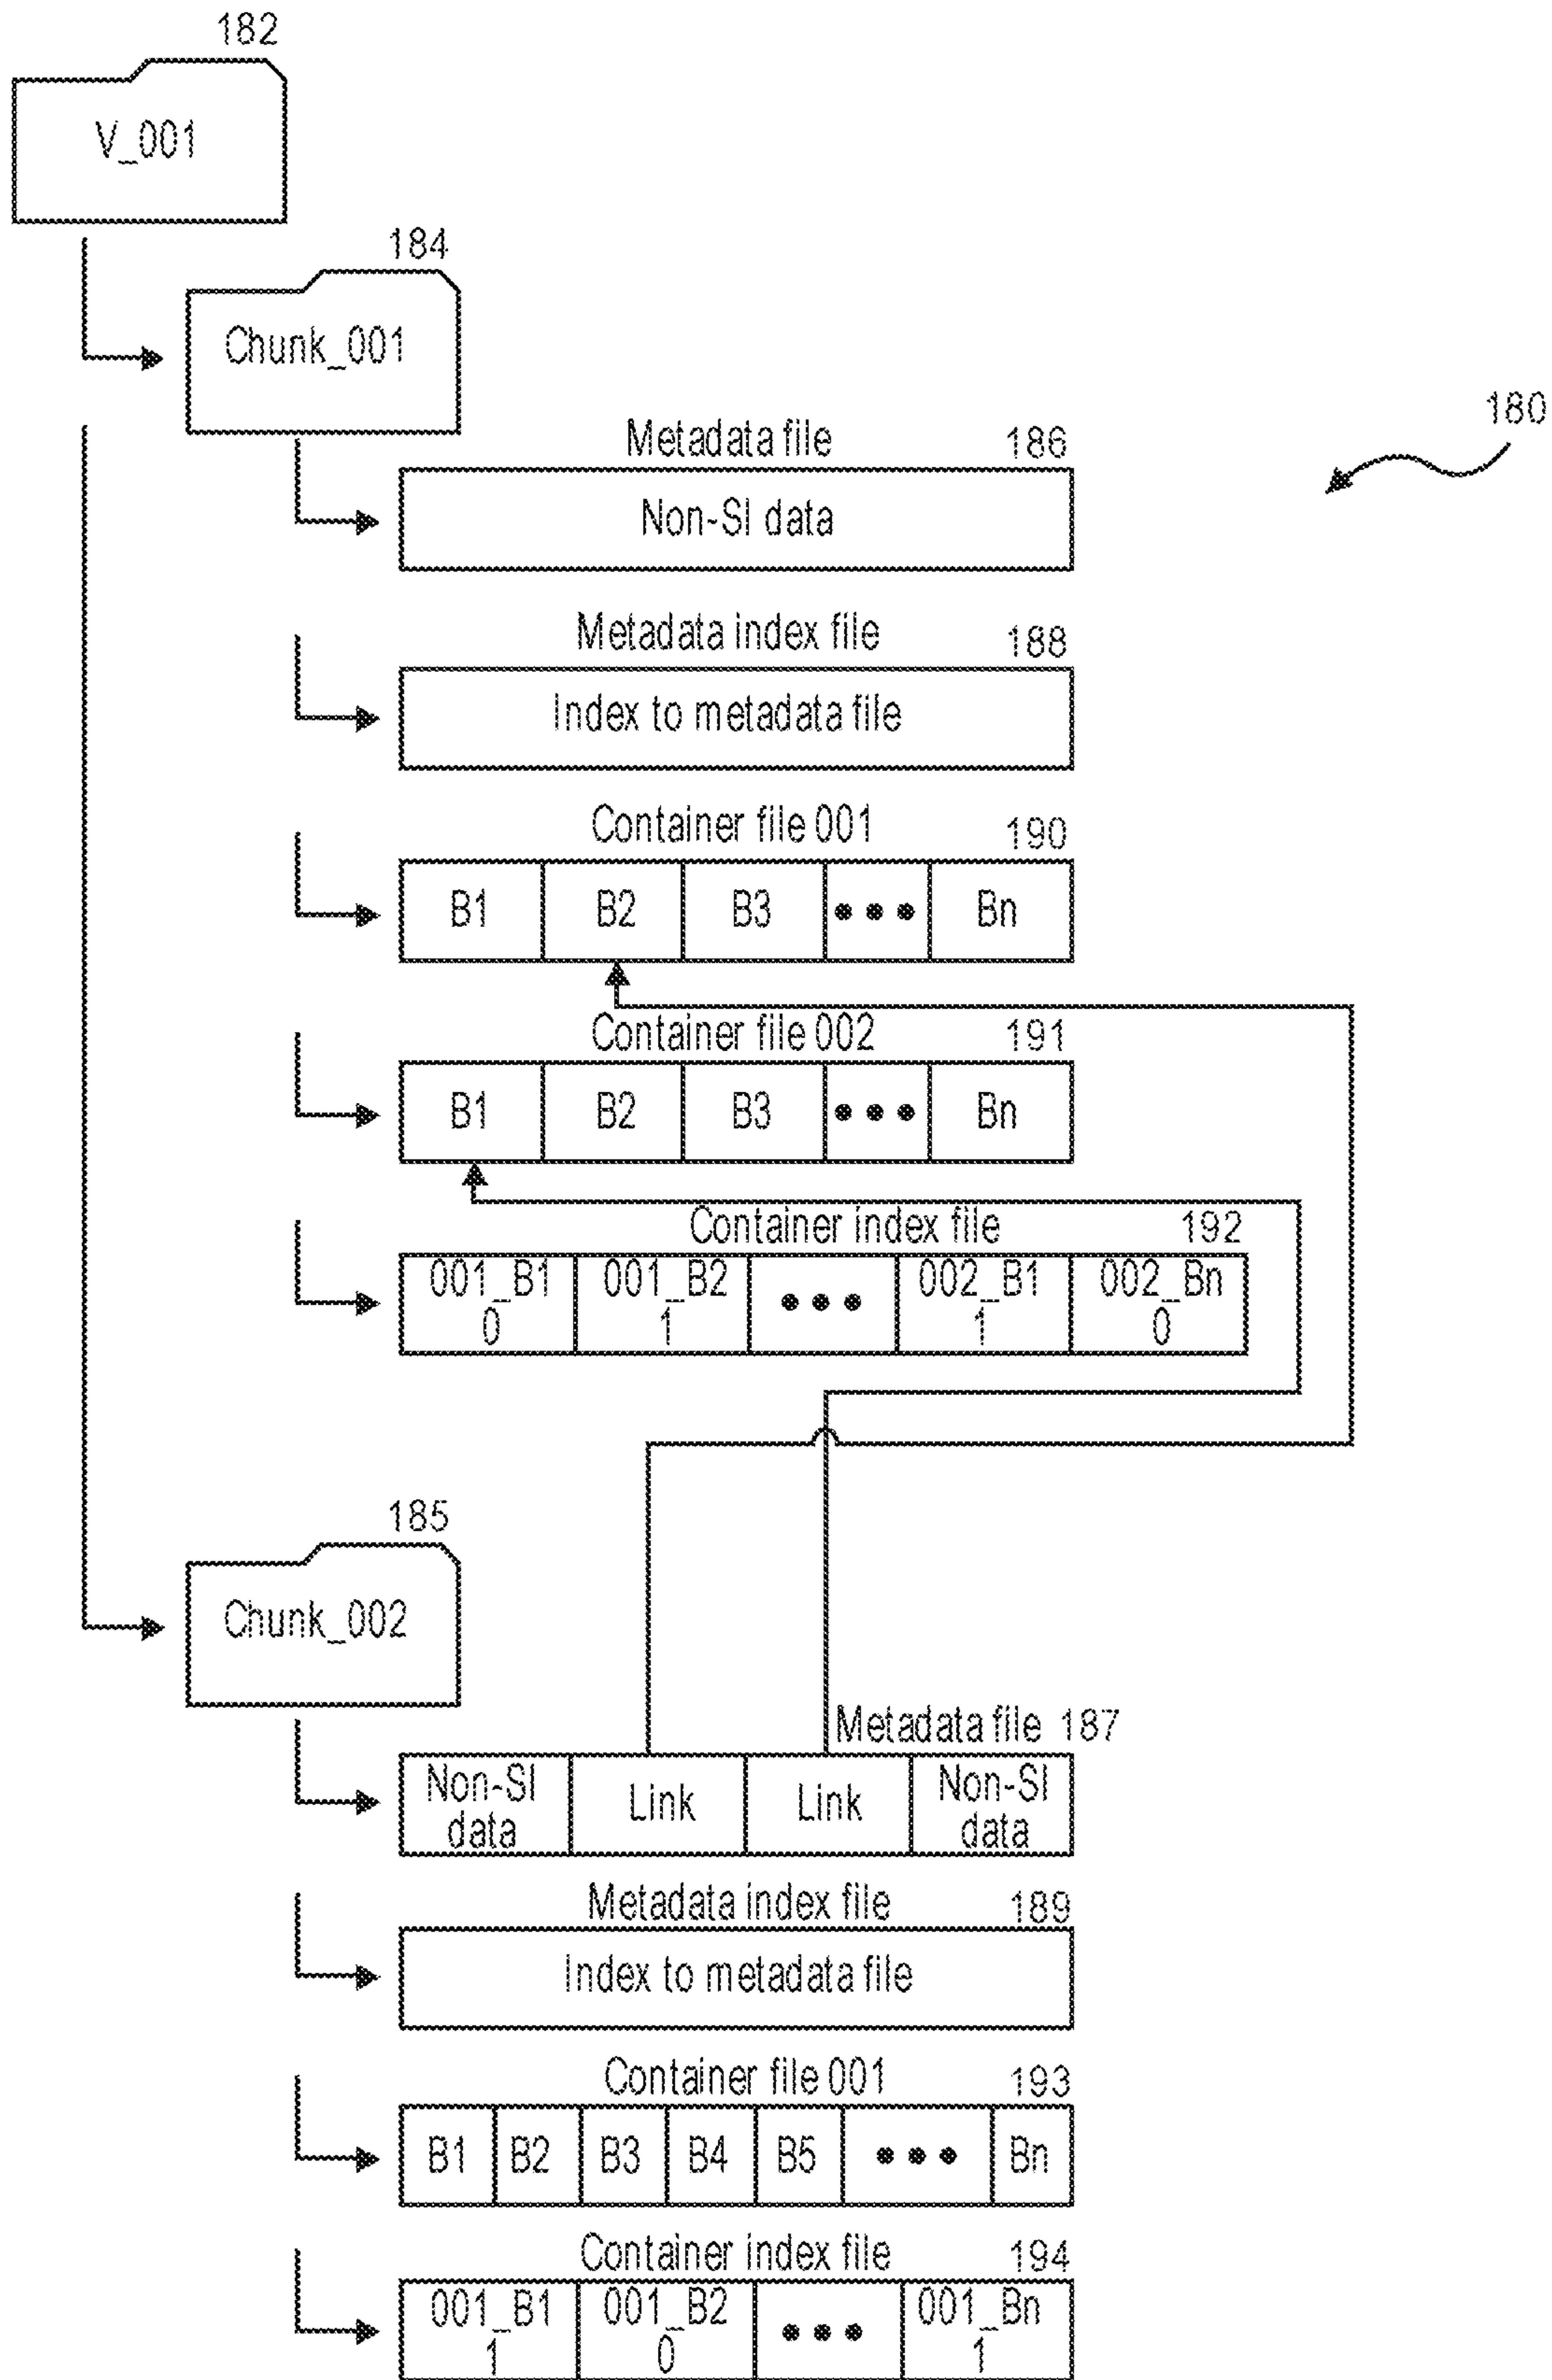 182
V_001
184
Chunk_001
180
Metadata file 186
Non-SI data
Metadata index file 188
Index to metadata file
Container file 001 190
B1 B2 B3 ••• Bn
Container file 002 191
B1 B2 B3 ••• Bn
Container index file 192
001_B1 001_B2 ••• 002_B1 002_Bn
0 1 1 0
185
Chunk_002
Metadata file 187
Non-SI Link Link Non-SI
data data
Metadata index file 189
Index to metadata file
Container file 001 193
B1 B2 B3 B4 B5 ••• Bn
Container index file 194
001_B1 001_B2 ••• 001_Bn
1 0 1